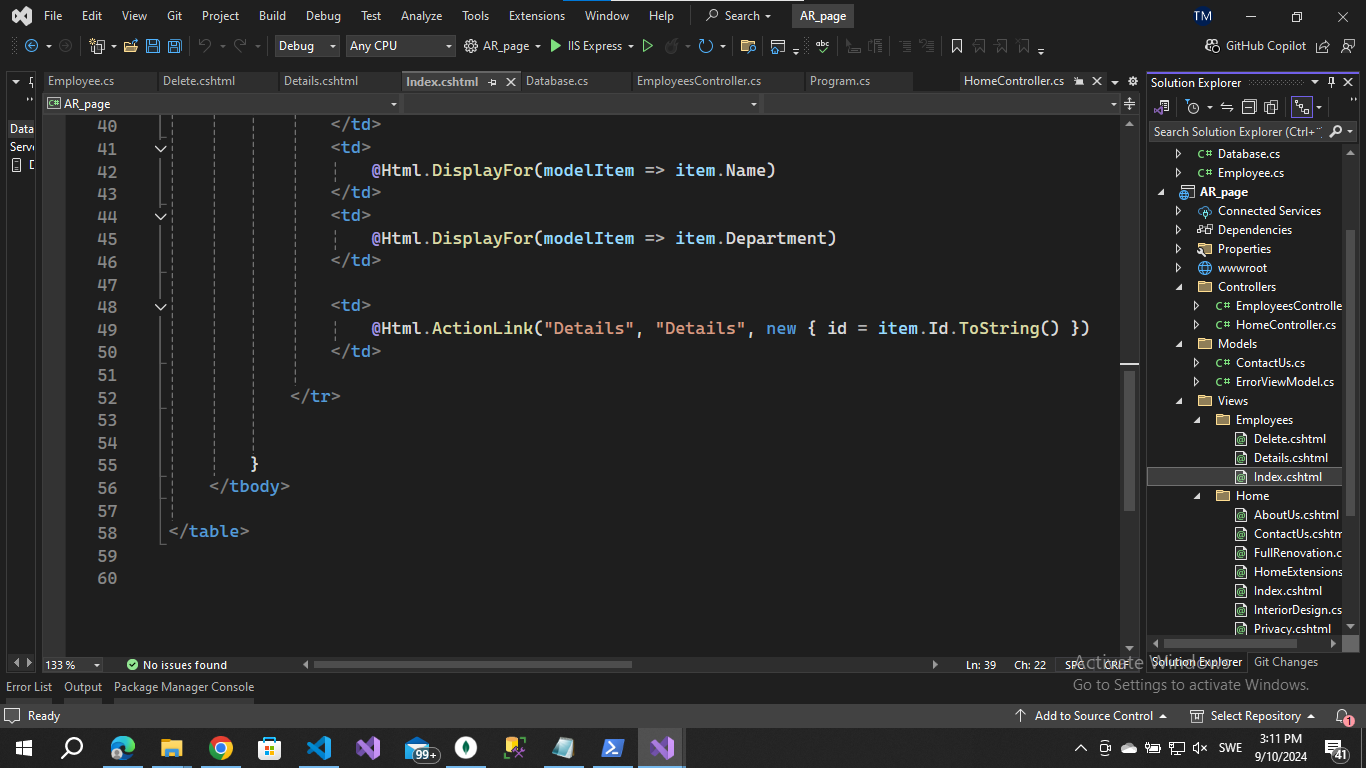 File Edit View Git Project Build Debug Test Analyze Tools Extensions Window Help Search AR_page TM
Debug Any CPU AR_page IIS Express abc GitHub Copilot
Employee.cs Delete.cshtml Details.cshtml Index.cshtml Database.cs EmployeesController.cs Program.cs HomeController.cs Solution Explorer
C# AR_page
Data
Serve
D
40 </td>
41 <td>
42 @Html.DisplayFor(modelItem => item.Name)
43 </td>
44 <td>
45 @Html.DisplayFor(modelItem => item.Department)
46 </td>
47
48 <td>
49 @Html.ActionLink("Details", "Details", new { id = item.Id.ToString() })
50 </td>
51
52 </tr>
53
54
55 }
56 </tbody>
57
58 </table>
59
60
Search Solution Explorer (Ctrl+
C# Database.cs
C# Employee.cs
AR_page
Connected Services
Dependencies
Properties
wwwroot
Controllers
C# EmployeesControlle
C# HomeController.cs
Models
C# ContactUs.cs
C# ErrorViewModel.cs
Views
Employees
Delete.cshtml
Details.cshtml
Index.cshtml
Home
AboutUs.cshtml
ContactUs.cshtm
FullRenovation.c
HomeExtensions
Index.cshtml
InteriorDesign.cs
Privacy.cshtml
133 % No issues found Ln: 39 Ch: 22 SPC CRLF
Solution Explorer Git Changes
Activate Windows
Go to Settings to activate Windows.
Error List Output Package Manager Console
Ready Add to Source Control Select Repository 1
99+ SWE 3:11 PM
9/10/2024 41